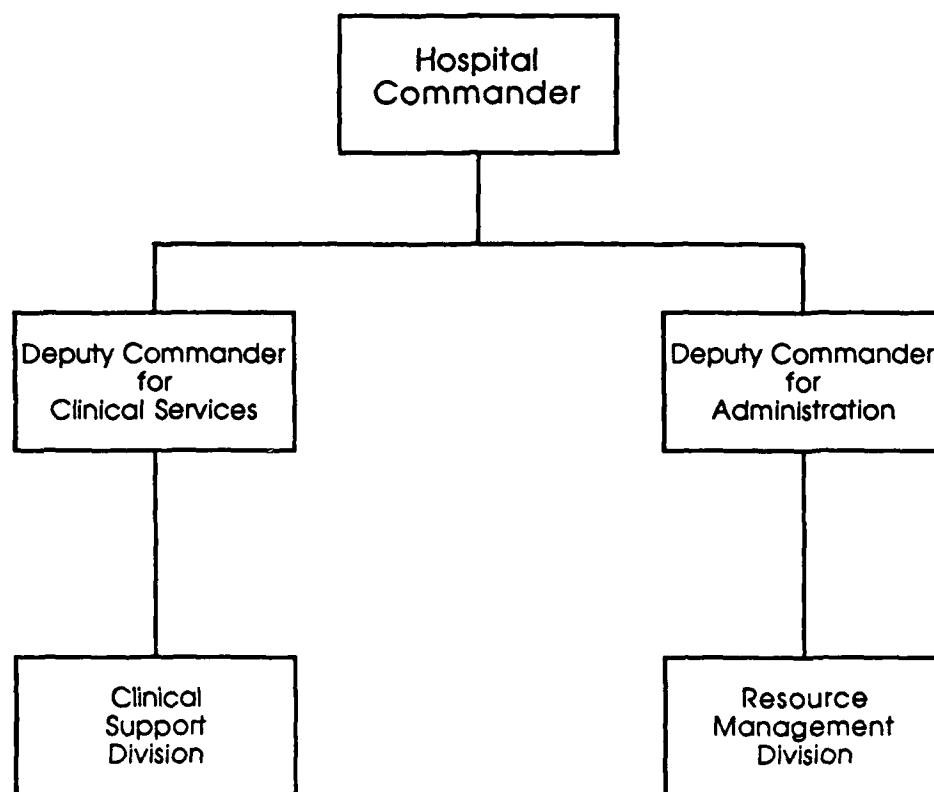 Hospital
Commander
Deputy Commander
for
Clinical Services
Deputy Commander
for
Administration
Clinical
Support
Division
Resource
Management
Division